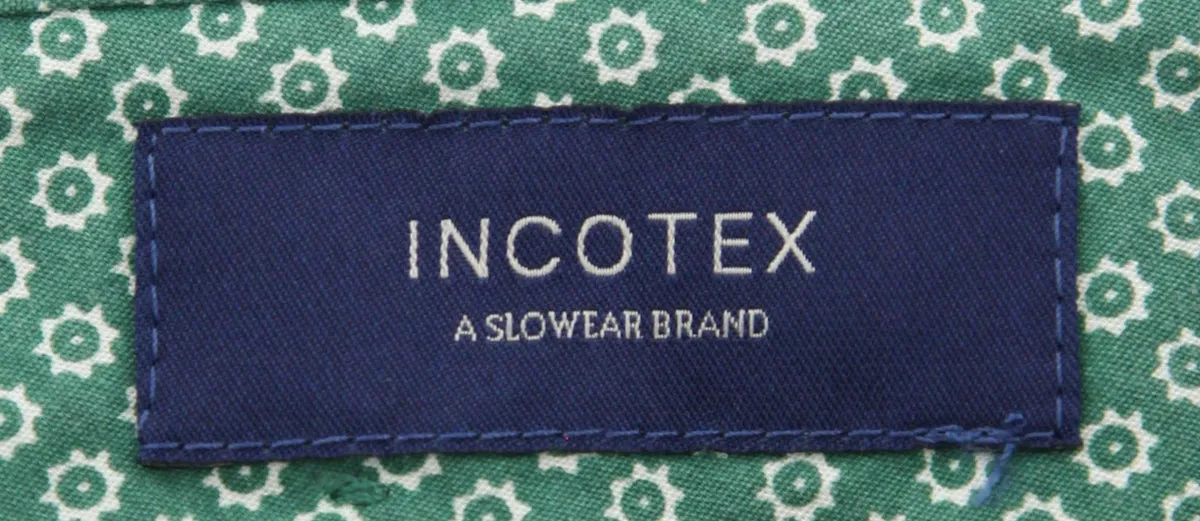 INCOTEX
A SLOWEAR BRAND